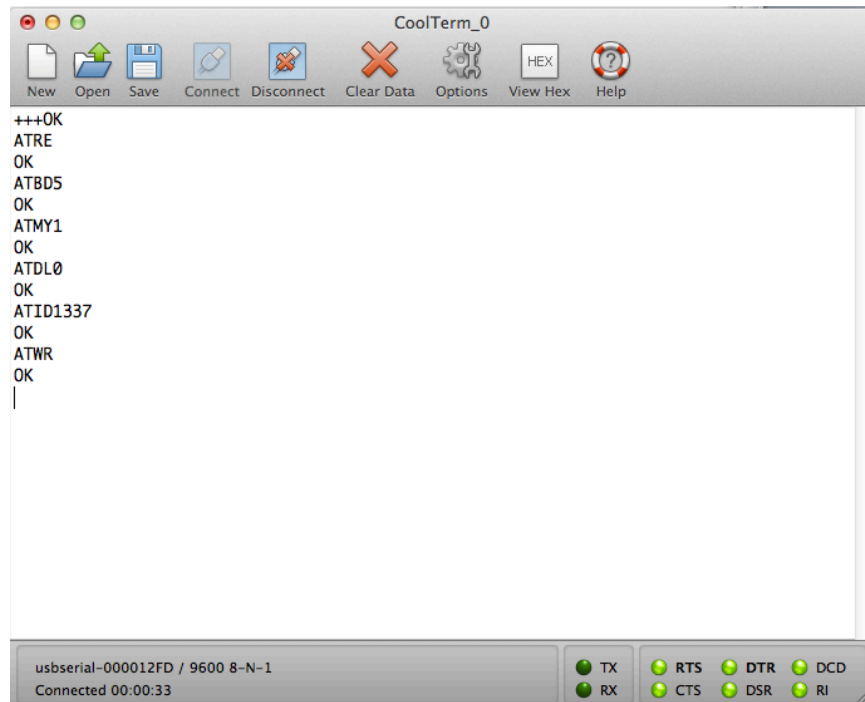 CoolTerm_0
New Open Save Connect Disconnect Clear Data Options HEX View Hex Help
+++OK
ATRE
OK
ATBD5
OK
ATMY1
OK
ATDL0
OK
ATID1337
OK
ATWR
OK
usbserial-000012FD / 9600 8-N-1
Connected 00:00:33
TX RTS DTR DCD
RX CTS DSR RI